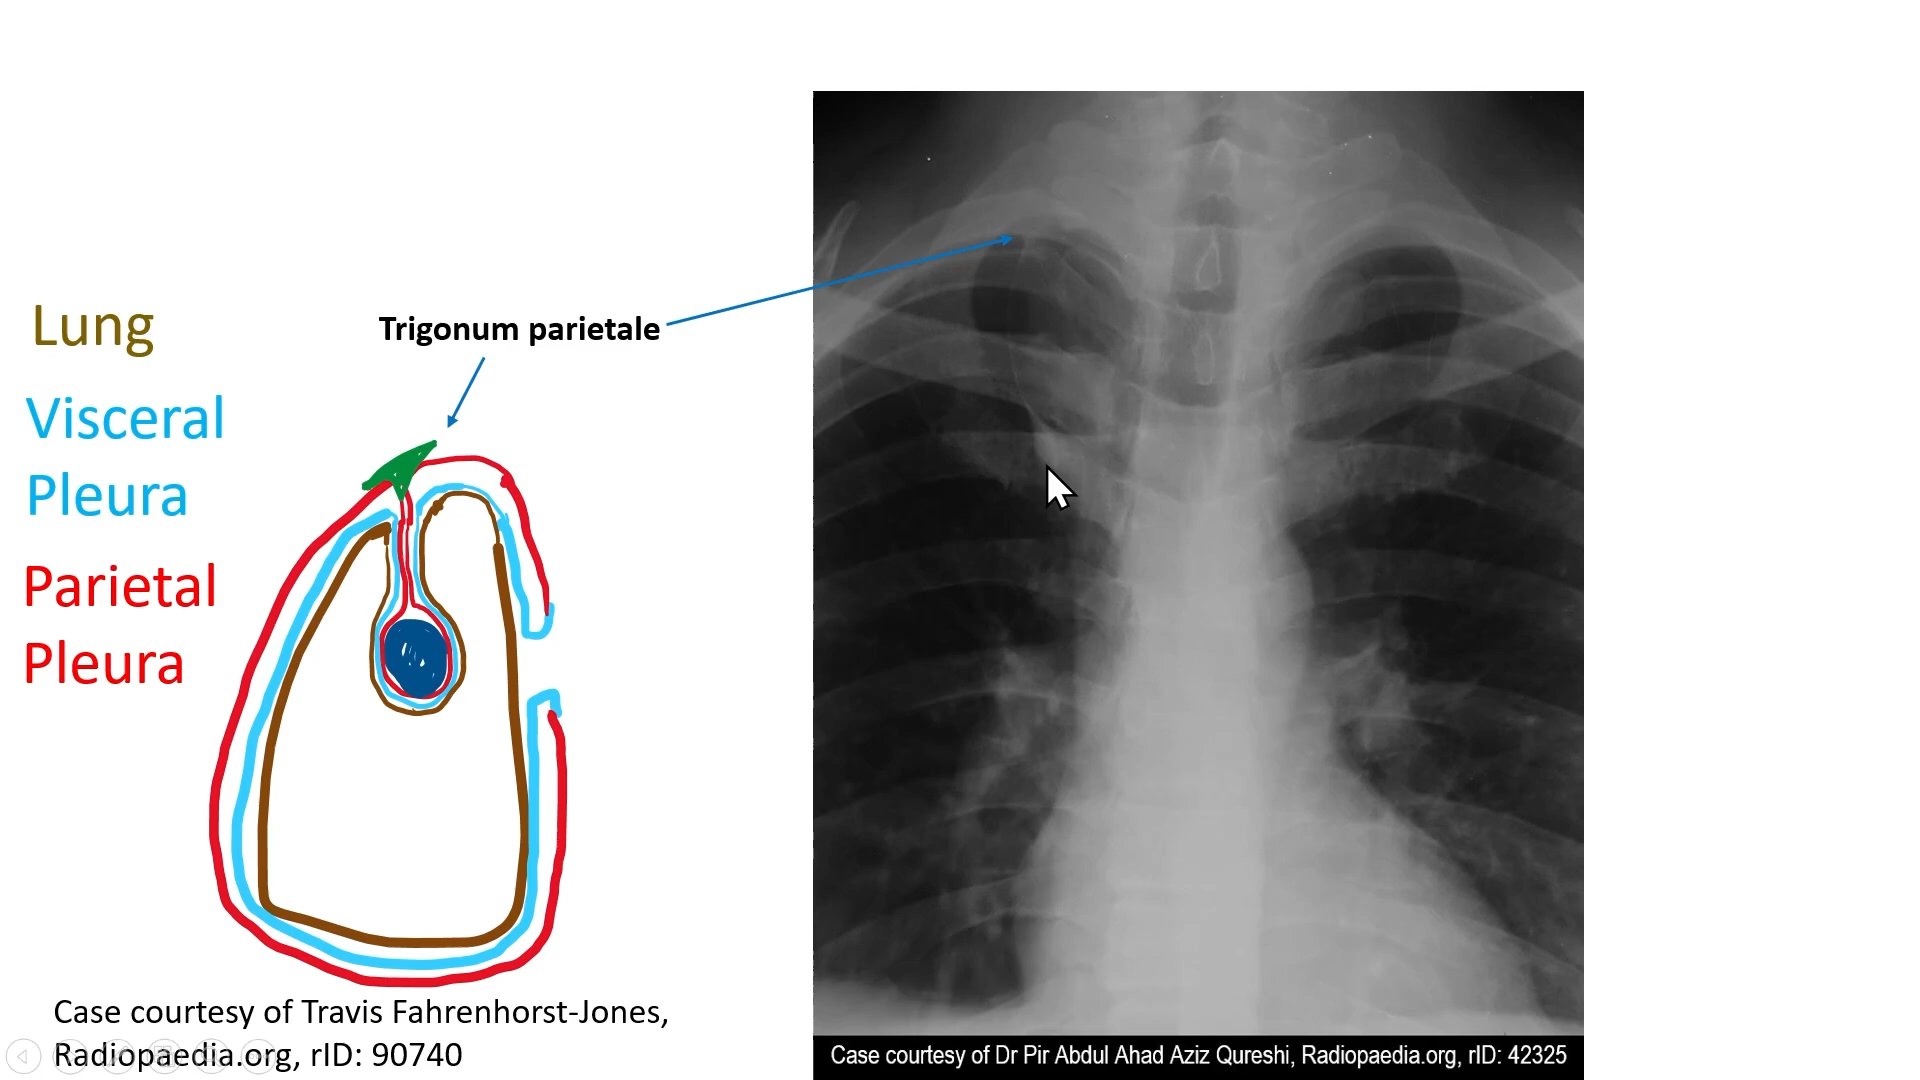 Trigonum parietale
Lung
Visceral
Pleura
Parietal
Pleura
Case courtesy of Travis Fahrenhorst-Jones,
Radiopaedia.org, rID: 90740
Case courtesy of Dr Pir Abdul Ahad Aziz Qureshi, Radiopaedia.org, rID: 42325